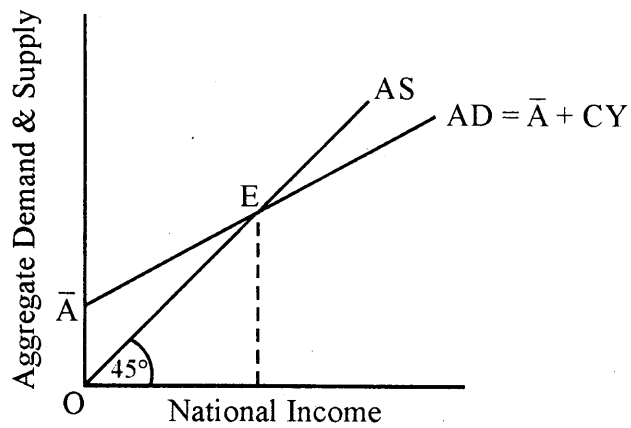 Aggregate Demand & Supply
AS
AD = Ā + CY
E
Ā
45°
O
National Income